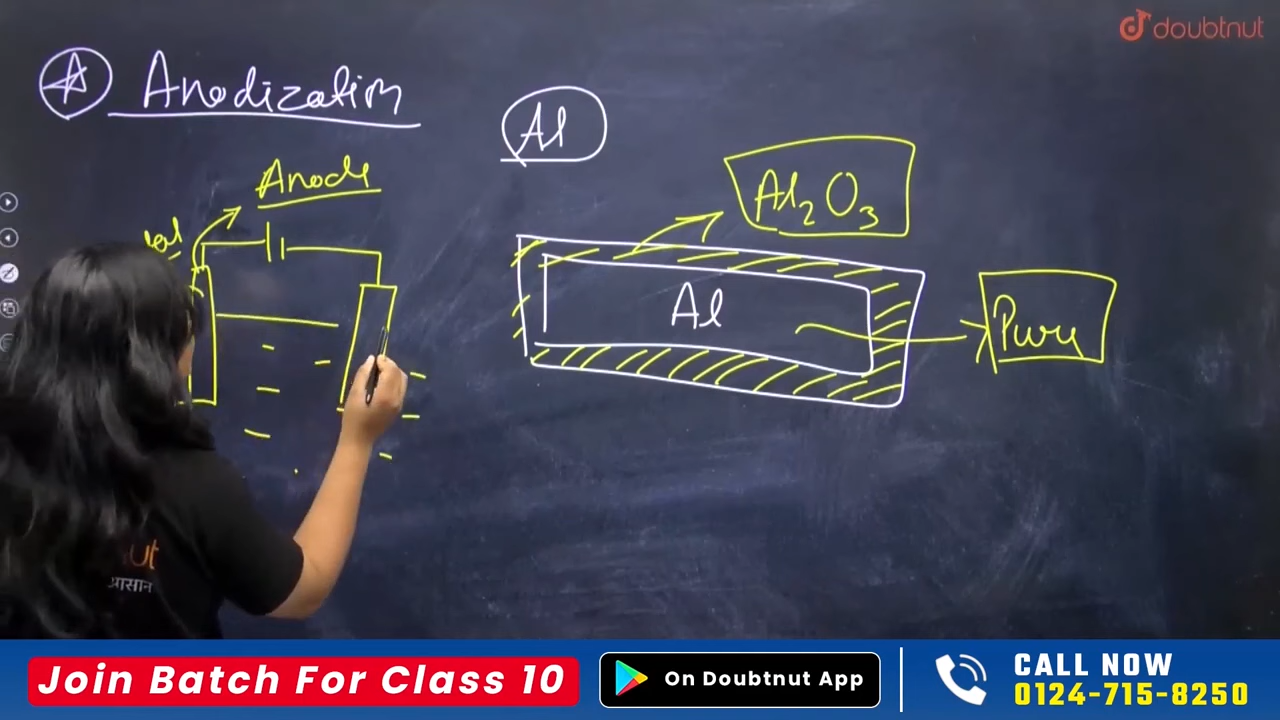 doubtnut
A Anodization
Al
Anode
Al₂O₃
Al
Pure
आसान
Join Batch For Class 10
On Doubtnut App
CALL NOW
0124-715-8250